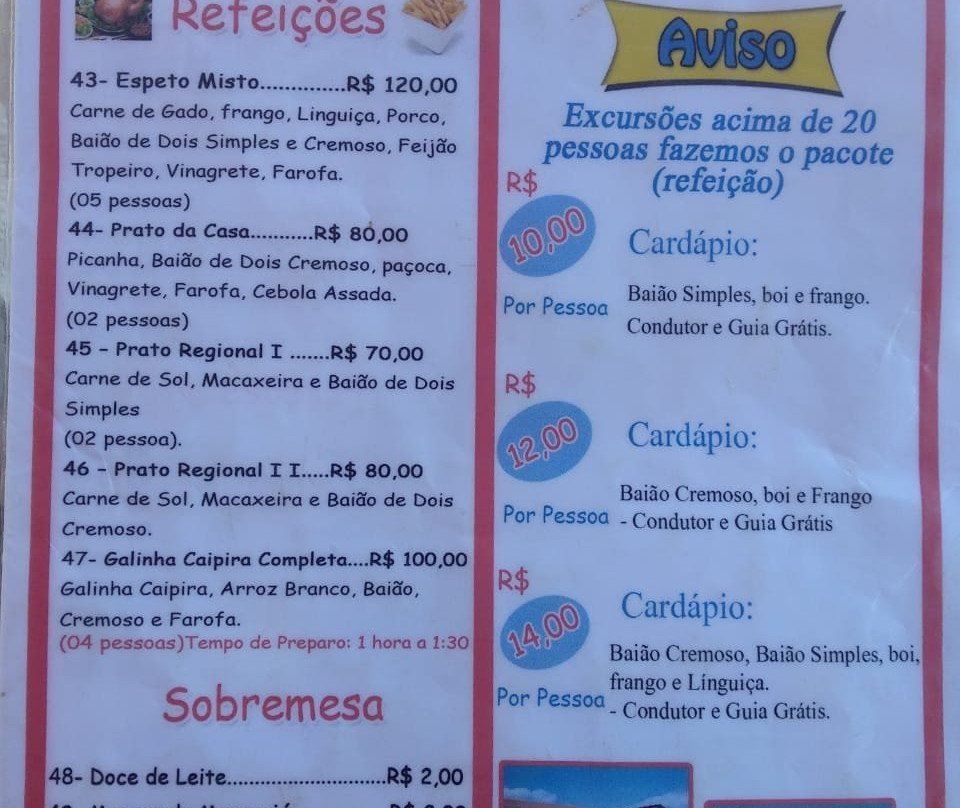 Refeições
43- Espeto Misto..............R$ 120,00
Carne de Gado, frango, Linguiça, Porco,
Baião de Dois Simples e Cremoso, Feijão
Tropeiro, Vinagrete, Farofa.
(05 pessoas)
44- Prato da Casa...........R$ 80,00
Picanha, Baião de Dois Cremoso, paçoca,
Vinagrete, Farofa, Cebola Assada.
(02 pessoas)
45 - Prato Regional I .......R$ 70,00
Carne de Sol, Macaxeira e Baião de Dois
Simples
(02 pessoa).
46 - Prato Regional I I.....R$ 80,00
Carne de Sol, Macaxeira e Baião de Dois
Cremoso.
47- Galinha Caipira Completa....R$ 100,00
Galinha Caipira, Arroz Branco, Baião,
Cremoso e Farofa.
(04 pessoas)Tempo de Preparo: 1 hora a 1:30
Sobremesa
48- Doce de Leite..........................R$ 2,00
Aviso
Excursões acima de 20
pessoas fazemos o pacote
(refeição)
R$
10,00
Por Pessoa
Cardápio:
Baião Simples, boi e frango.
Condutor e Guia Grátis.
R$
12,00
Por Pessoa
Cardápio:
Baião Cremoso, boi e Frango
- Condutor e Guia Grátis
R$
14,00
Por Pessoa
Cardápio:
Baião Cremoso, Baião Simples, boi,
frango e Línguiça.
- Condutor e Guia Grátis.